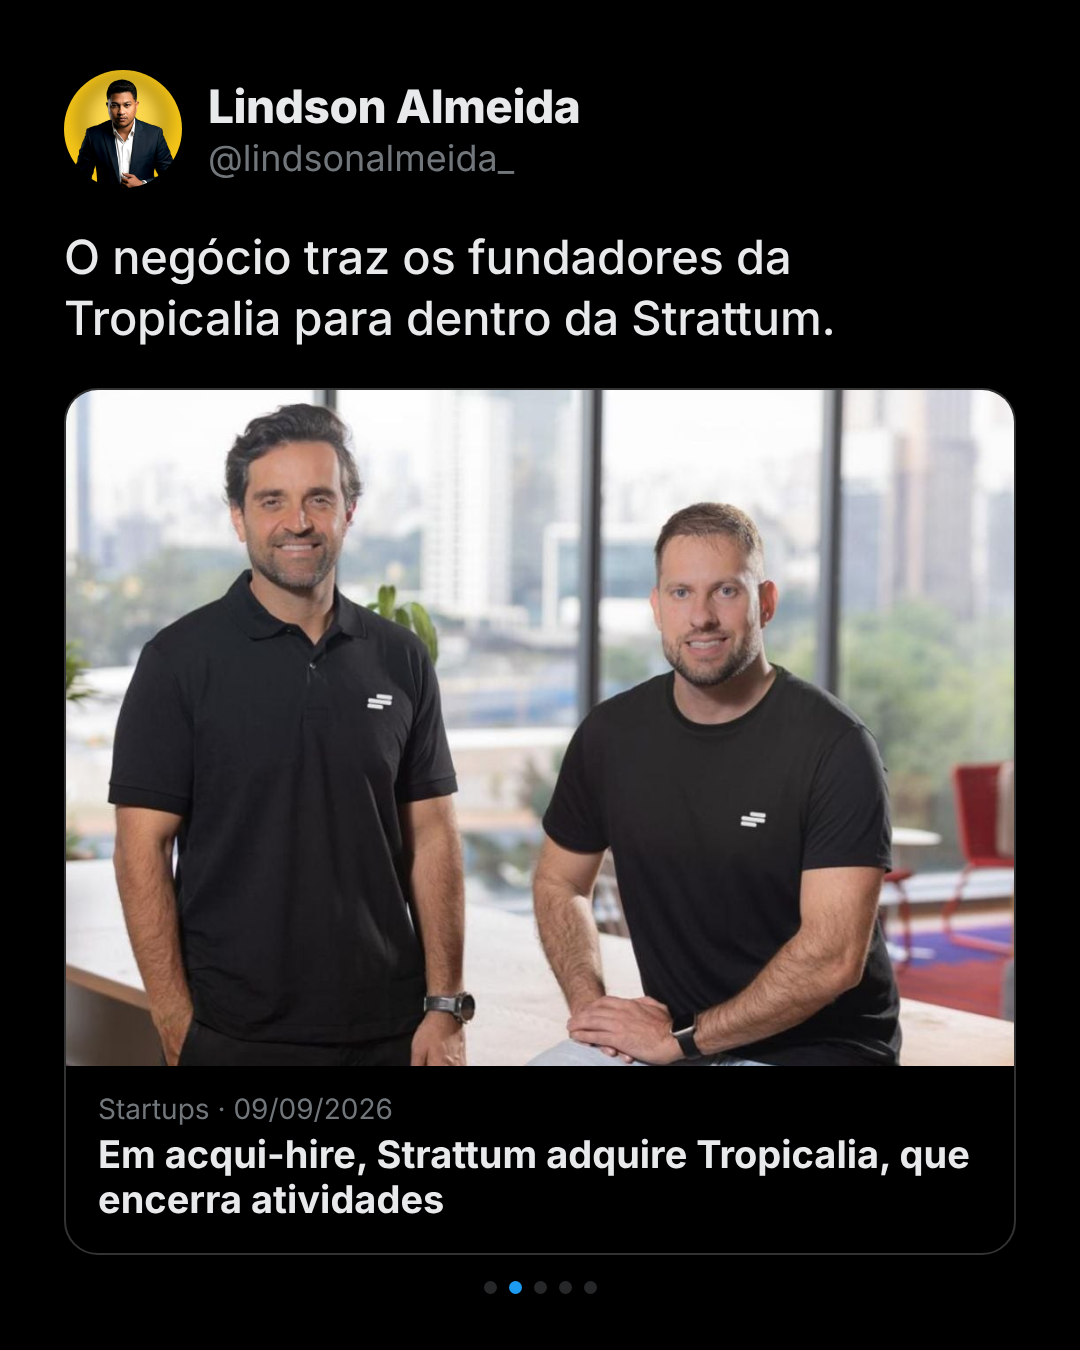 Lindson Almeida
@lindsonalmeida_
O negócio traz os fundadores da
Tropicalia para dentro da Strattum.
Startups · 09/09/2026
Em acqui-hire, Strattum adquire Tropicalia, que
encerra atividades